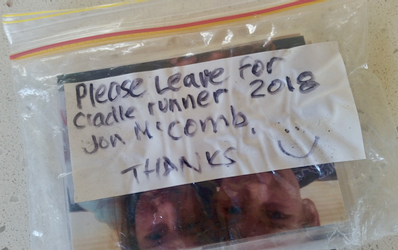 Please Leave For
Cradle runner 2018
Jon McComb.
THANKS